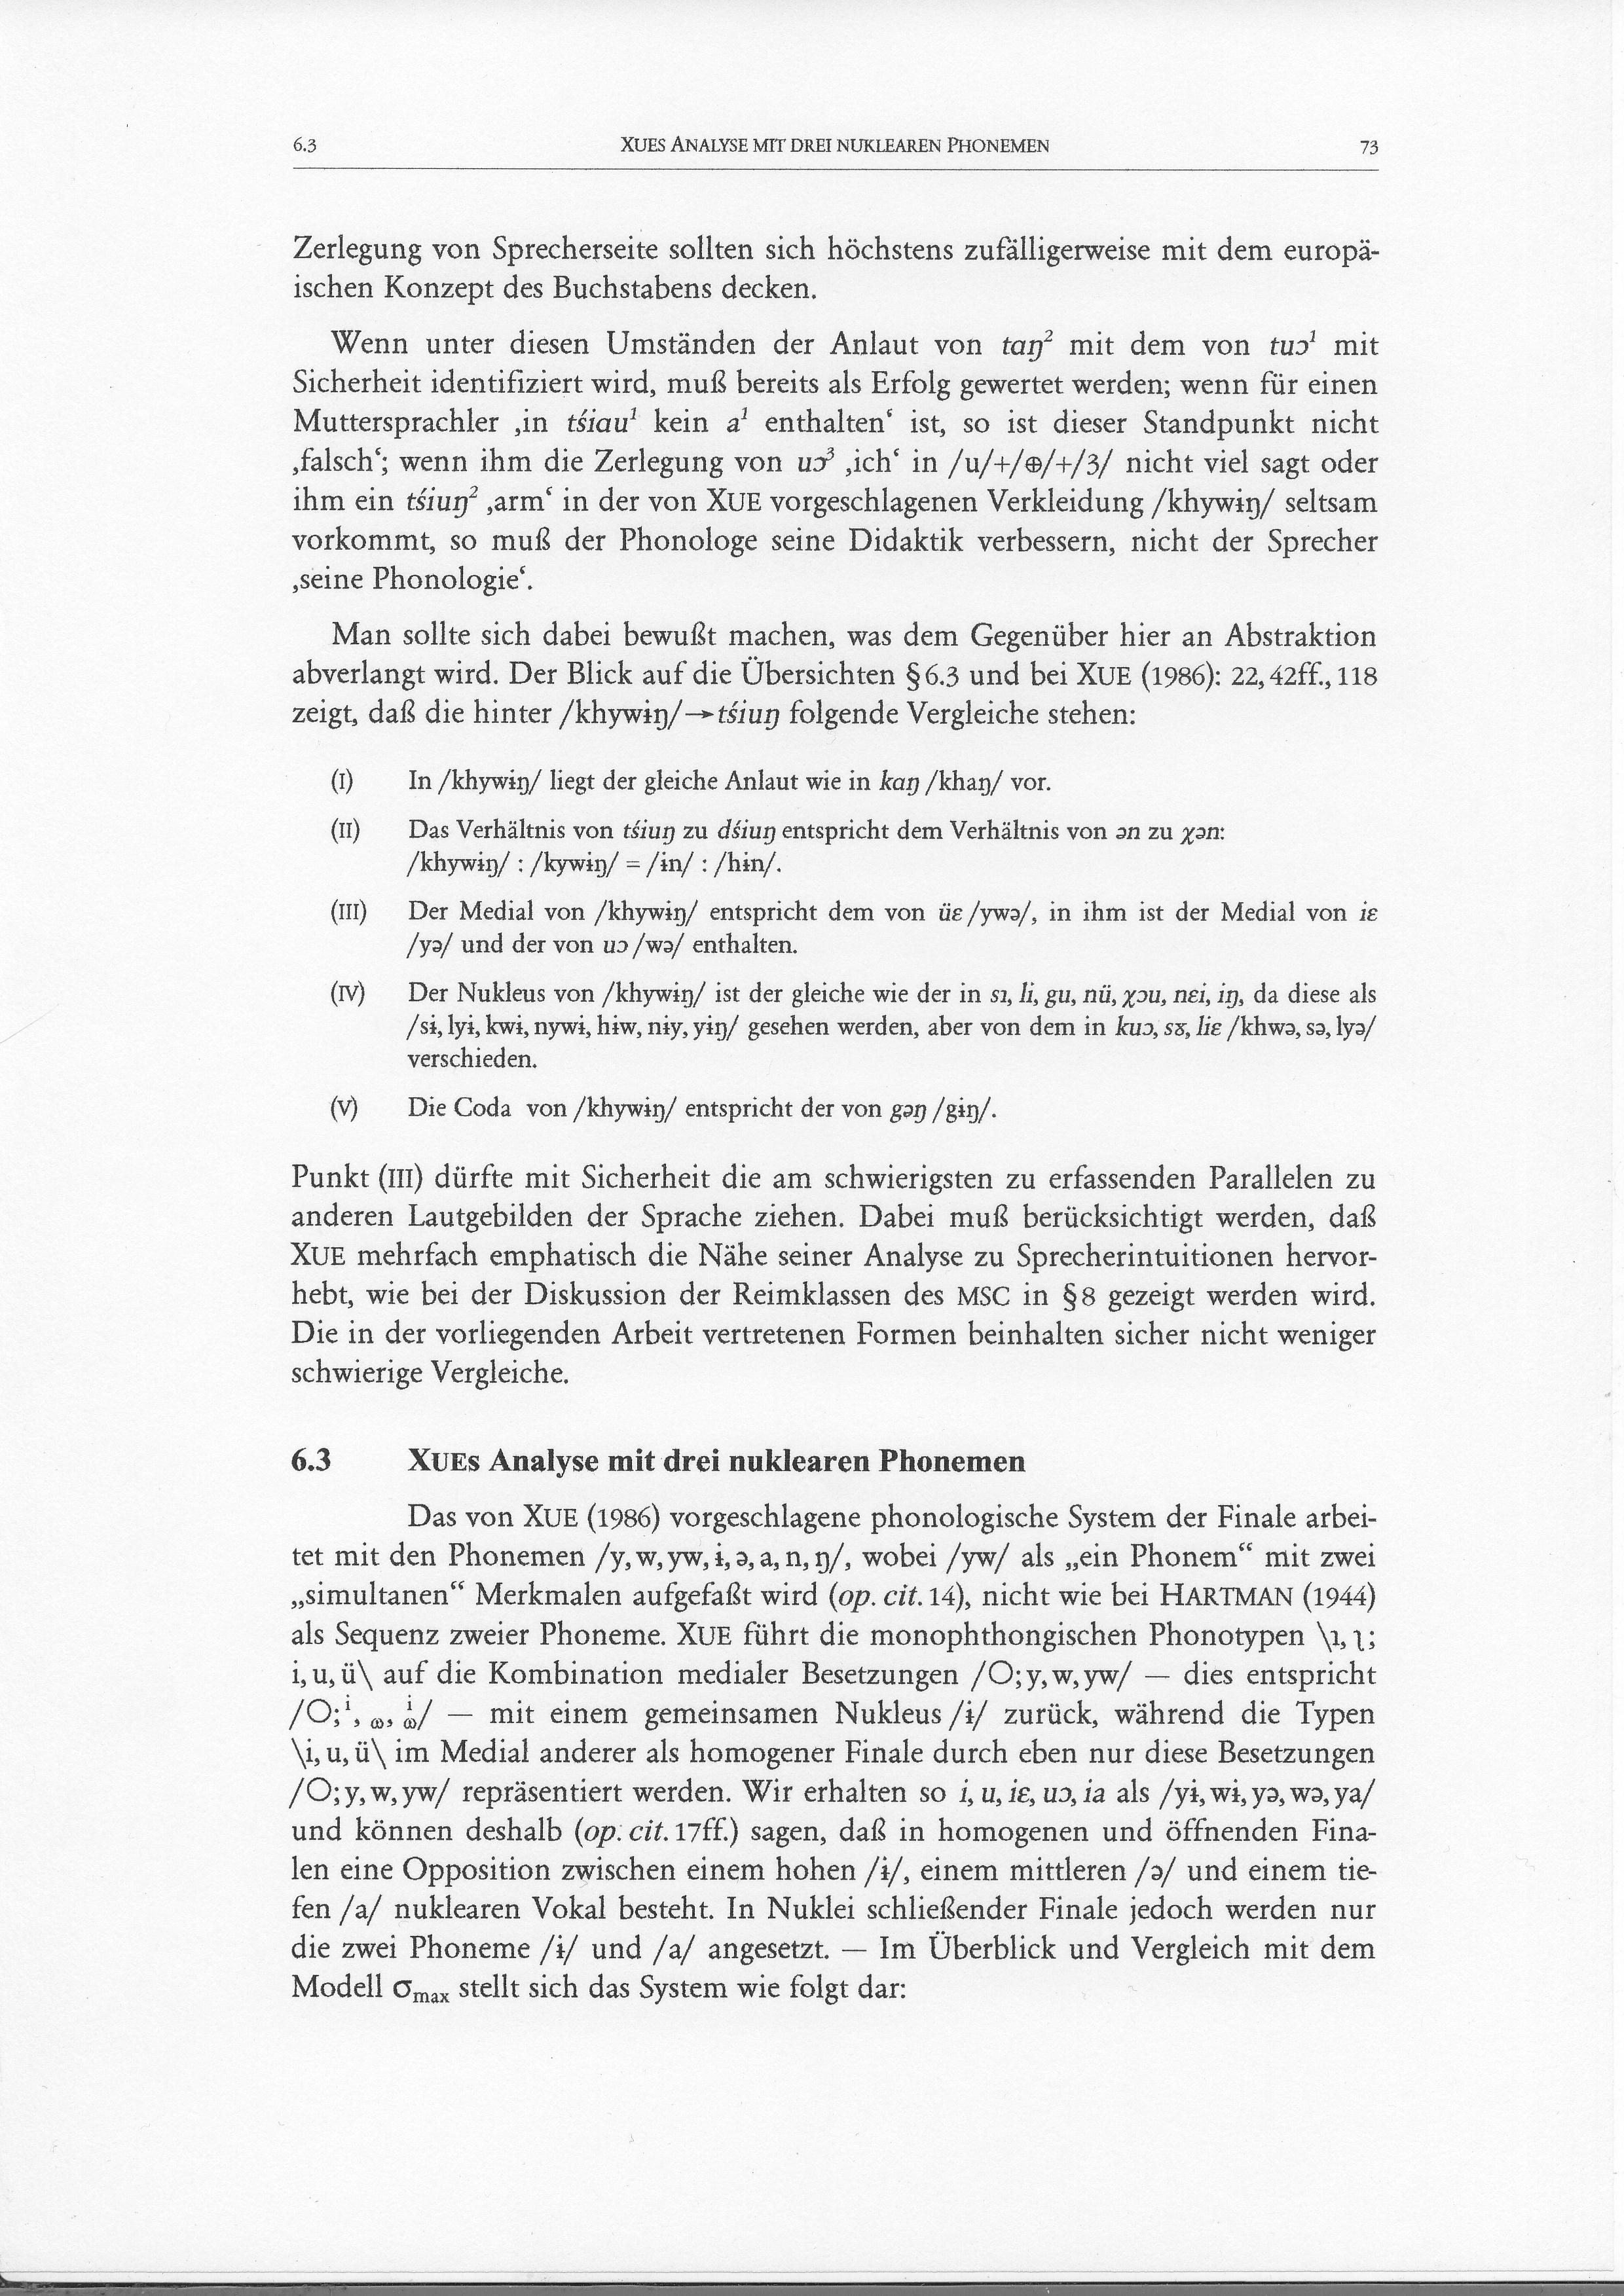 6.3 XUES ANALYSE MIT DREI NUKLEAREN PHONEMEN 73
Zerlegung von Sprecherseite sollten sich höchstens zufälligerweise mit dem europä-
ischen Konzept des Buchstabens decken.
Wenn unter diesen Umständen der Anlaut von taŋ² mit dem von tuɔ¹ mit
Sicherheit identifiziert wird, muß bereits als Erfolg gewertet werden; wenn für einen
Muttersprachler ‚in tśiau¹ kein a¹ enthalten‘ ist, so ist dieser Standpunkt nicht
‚falsch‘; wenn ihm die Zerlegung von uɔ³ ‚ich‘ in /u/+/⊕/+/3/ nicht viel sagt oder
ihm ein tśiuŋ² ‚arm‘ in der von XUE vorgeschlagenen Verkleidung /khywɨŋ/ seltsam
vorkommt, so muß der Phonologe seine Didaktik verbessern, nicht der Sprecher
‚seine Phonologie‘.
Man sollte sich dabei bewußt machen, was dem Gegenüber hier an Abstraktion
abverlangt wird. Der Blick auf die Übersichten §6.3 und bei XUE (1986): 22, 42ff., 118
zeigt, daß die hinter /khywɨŋ/→tśiuŋ folgende Vergleiche stehen:
(I) In /khywɨŋ/ liegt der gleiche Anlaut wie in kaŋ /khaŋ/ vor.
(II) Das Verhältnis von tśiuŋ zu dśiuŋ entspricht dem Verhältnis von ən zu χən:
/khywɨŋ/ : /kywɨŋ/ = /ɨn/ : /hɨn/.
(III) Der Medial von /khywɨŋ/ entspricht dem von üɛ /ywə/, in ihm ist der Medial von iɛ
/yə/ und der von uɔ /wə/ enthalten.
(IV) Der Nukleus von /khywɨŋ/ ist der gleiche wie der in sı, li, gu, nü, χɔu, nɛi, iŋ, da diese als
/sɨ, lyɨ, kwɨ, nywɨ, hɨw, nɨy, yɨŋ/ gesehen werden, aber von dem in kuɔ, sɤ, liɛ /khwə, sə, lyə/
verschieden.
(V) Die Coda von /khywɨŋ/ entspricht der von gəŋ /gɨŋ/.
Punkt (III) dürfte mit Sicherheit die am schwierigsten zu erfassenden Parallelen zu
anderen Lautgebilden der Sprache ziehen. Dabei muß berücksichtigt werden, daß
XUE mehrfach emphatisch die Nähe seiner Analyse zu Sprecherintuitionen hervor-
hebt, wie bei der Diskussion der Reimklassen des MSC in §8 gezeigt werden wird.
Die in der vorliegenden Arbeit vertretenen Formen beinhalten sicher nicht weniger
schwierige Vergleiche.
6.3 XUES Analyse mit drei nuklearen Phonemen
Das von XUE (1986) vorgeschlagene phonologische System der Finale arbei-
tet mit den Phonemen /y, w, yw, ɨ, ə, a, n, ŋ/, wobei /yw/ als „ein Phonem“ mit zwei
„simultanen“ Merkmalen aufgefaßt wird (op. cit. 14), nicht wie bei HARTMAN (1944)
als Sequenz zweier Phoneme. XUE führt die monophthongischen Phonotypen \ı, ʅ;
i, u, ü\ auf die Kombination medialer Besetzungen /O; y, w, yw/ — dies entspricht
/O; ⁱ, ω, ⁱω/ — mit einem gemeinsamen Nukleus /ɨ/ zurück, während die Typen
\i, u, ü\ im Medial anderer als homogener Finale durch eben nur diese Besetzungen
/O; y, w, yw/ repräsentiert werden. Wir erhalten so i, u, iɛ, uɔ, ia als /yɨ, wɨ, yə, wə, ya/
und können deshalb (op. cit. 17ff.) sagen, daß in homogenen und öffnenden Fina-
len eine Opposition zwischen einem hohen /ɨ/, einem mittleren /ə/ und einem tie-
fen /a/ nuklearen Vokal besteht. In Nuklei schließender Finale jedoch werden nur
die zwei Phoneme /ɨ/ und /a/ angesetzt. — Im Überblick und Vergleich mit dem
Modell σmax stellt sich das System wie folgt dar: